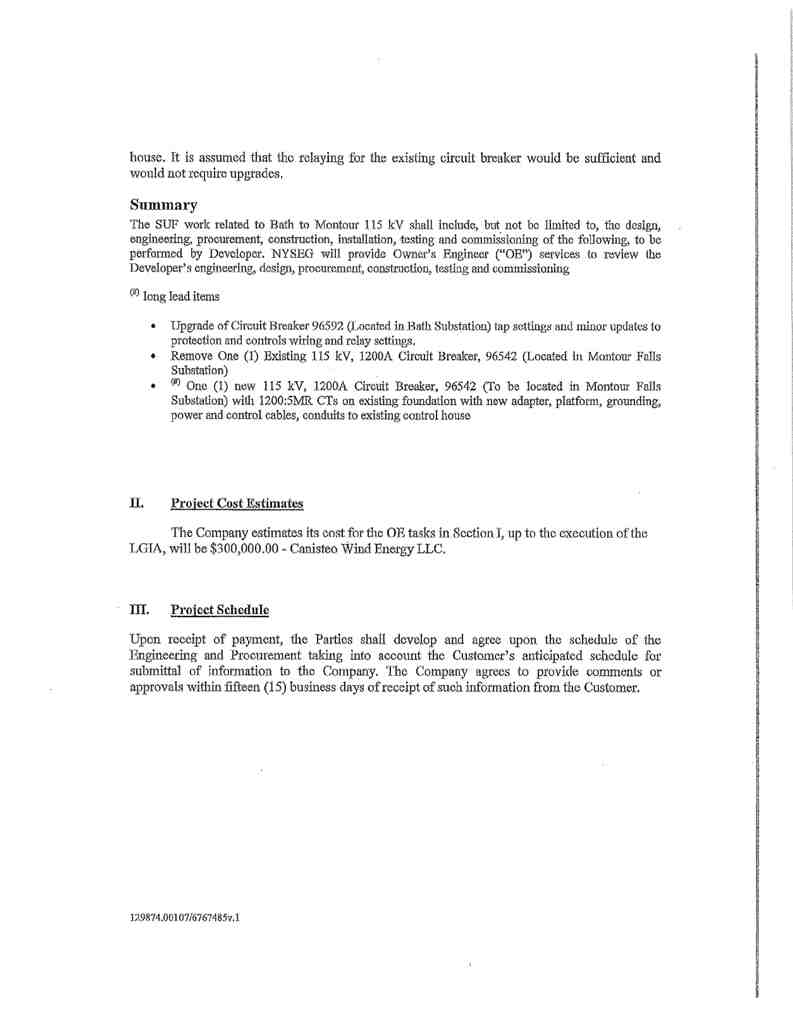 house. It is assumed that the relaying for the existing circuit breaker would be sufficient and
would not require upgrades.
Summary
The SUF work related to Bath to Montour 115 kV shall include, but not be limited to, the design,
engineering, procurement, construction, installation, testing and commissioning of the following, to be
performed by Developer. NYSEG will provide Owner's Engineer ("OE") services to review the
Developer's engineering, design, procurement, construction, testing and commissioning
(#) long lead items
• Upgrade of Circuit Breaker 96592 (Located in Bath Substation) tap settings and minor updates to
protection and controls wiring and relay settings.
• Remove One (1) Existing 115 kV, 1200A Circuit Breaker, 96542 (Located in Montour Falls
Substation)
• (#) One (1) new 115 kV, 1200A Circuit Breaker, 96542 (To be located in Montour Falls
Substation) with 1200:5MR CTs on existing foundation with new adapter, platform, grounding,
power and control cables, conduits to existing control house
II. Project Cost Estimates
The Company estimates its cost for the OE tasks in Section I, up to the execution of the
LGIA, will be $300,000.00 - Canisteo Wind Energy LLC.
III. Project Schedule
Upon receipt of payment, the Parties shall develop and agree upon the schedule of the
Engineering and Procurement taking into account the Customer's anticipated schedule for
submittal of information to the Company. The Company agrees to provide comments or
approvals within fifteen (15) business days of receipt of such information from the Customer.
129874.00107/6767485v.1